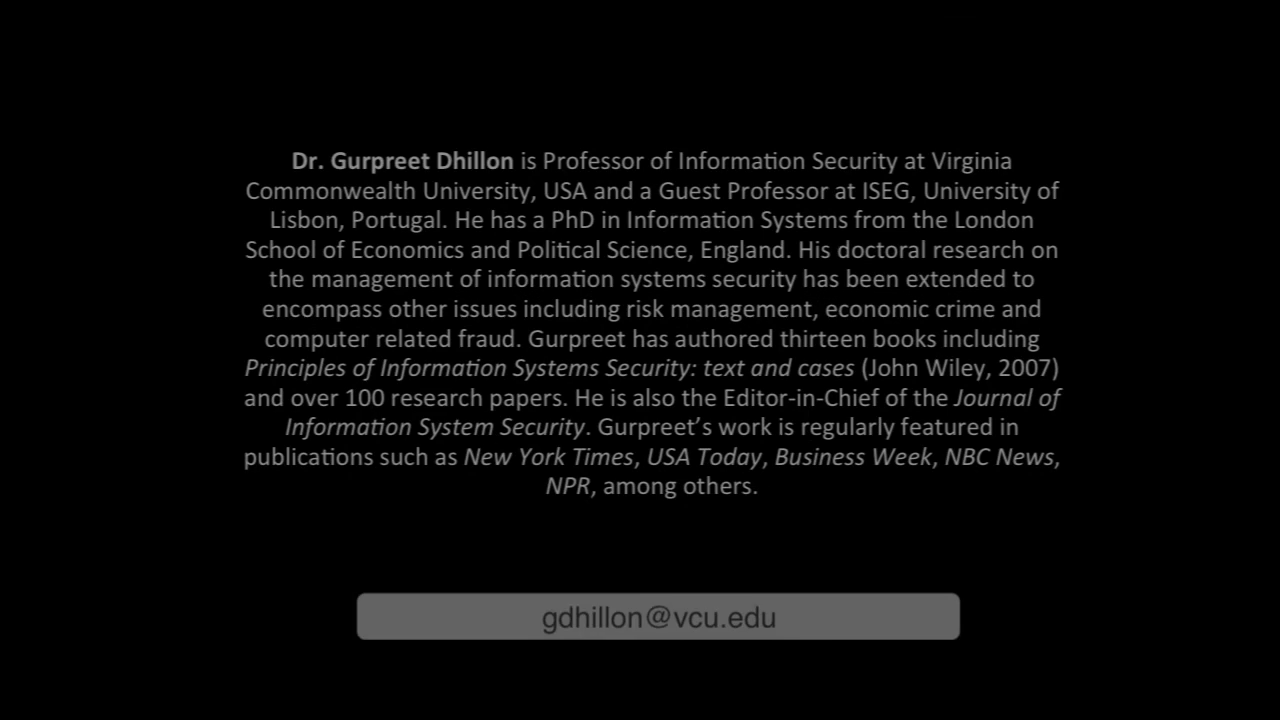 Dr. Gurpreet Dhillon is Professor of Information Security at Virginia
Commonwealth University, USA and a Guest Professor at ISEG, University of
Lisbon, Portugal. He has a PhD in Information Systems from the London
School of Economics and Political Science, England. His doctoral research on
the management of information systems security has been extended to
encompass other issues including risk management, economic crime and
computer related fraud. Gurpreet has authored thirteen books including
Principles of Information Systems Security: text and cases (John Wiley, 2007)
and over 100 research papers. He is also the Editor-in-Chief of the Journal of
Information System Security. Gurpreet’s work is regularly featured in
publications such as New York Times, USA Today, Business Week, NBC News,
NPR, among others.
gdhillon@vcu.edu